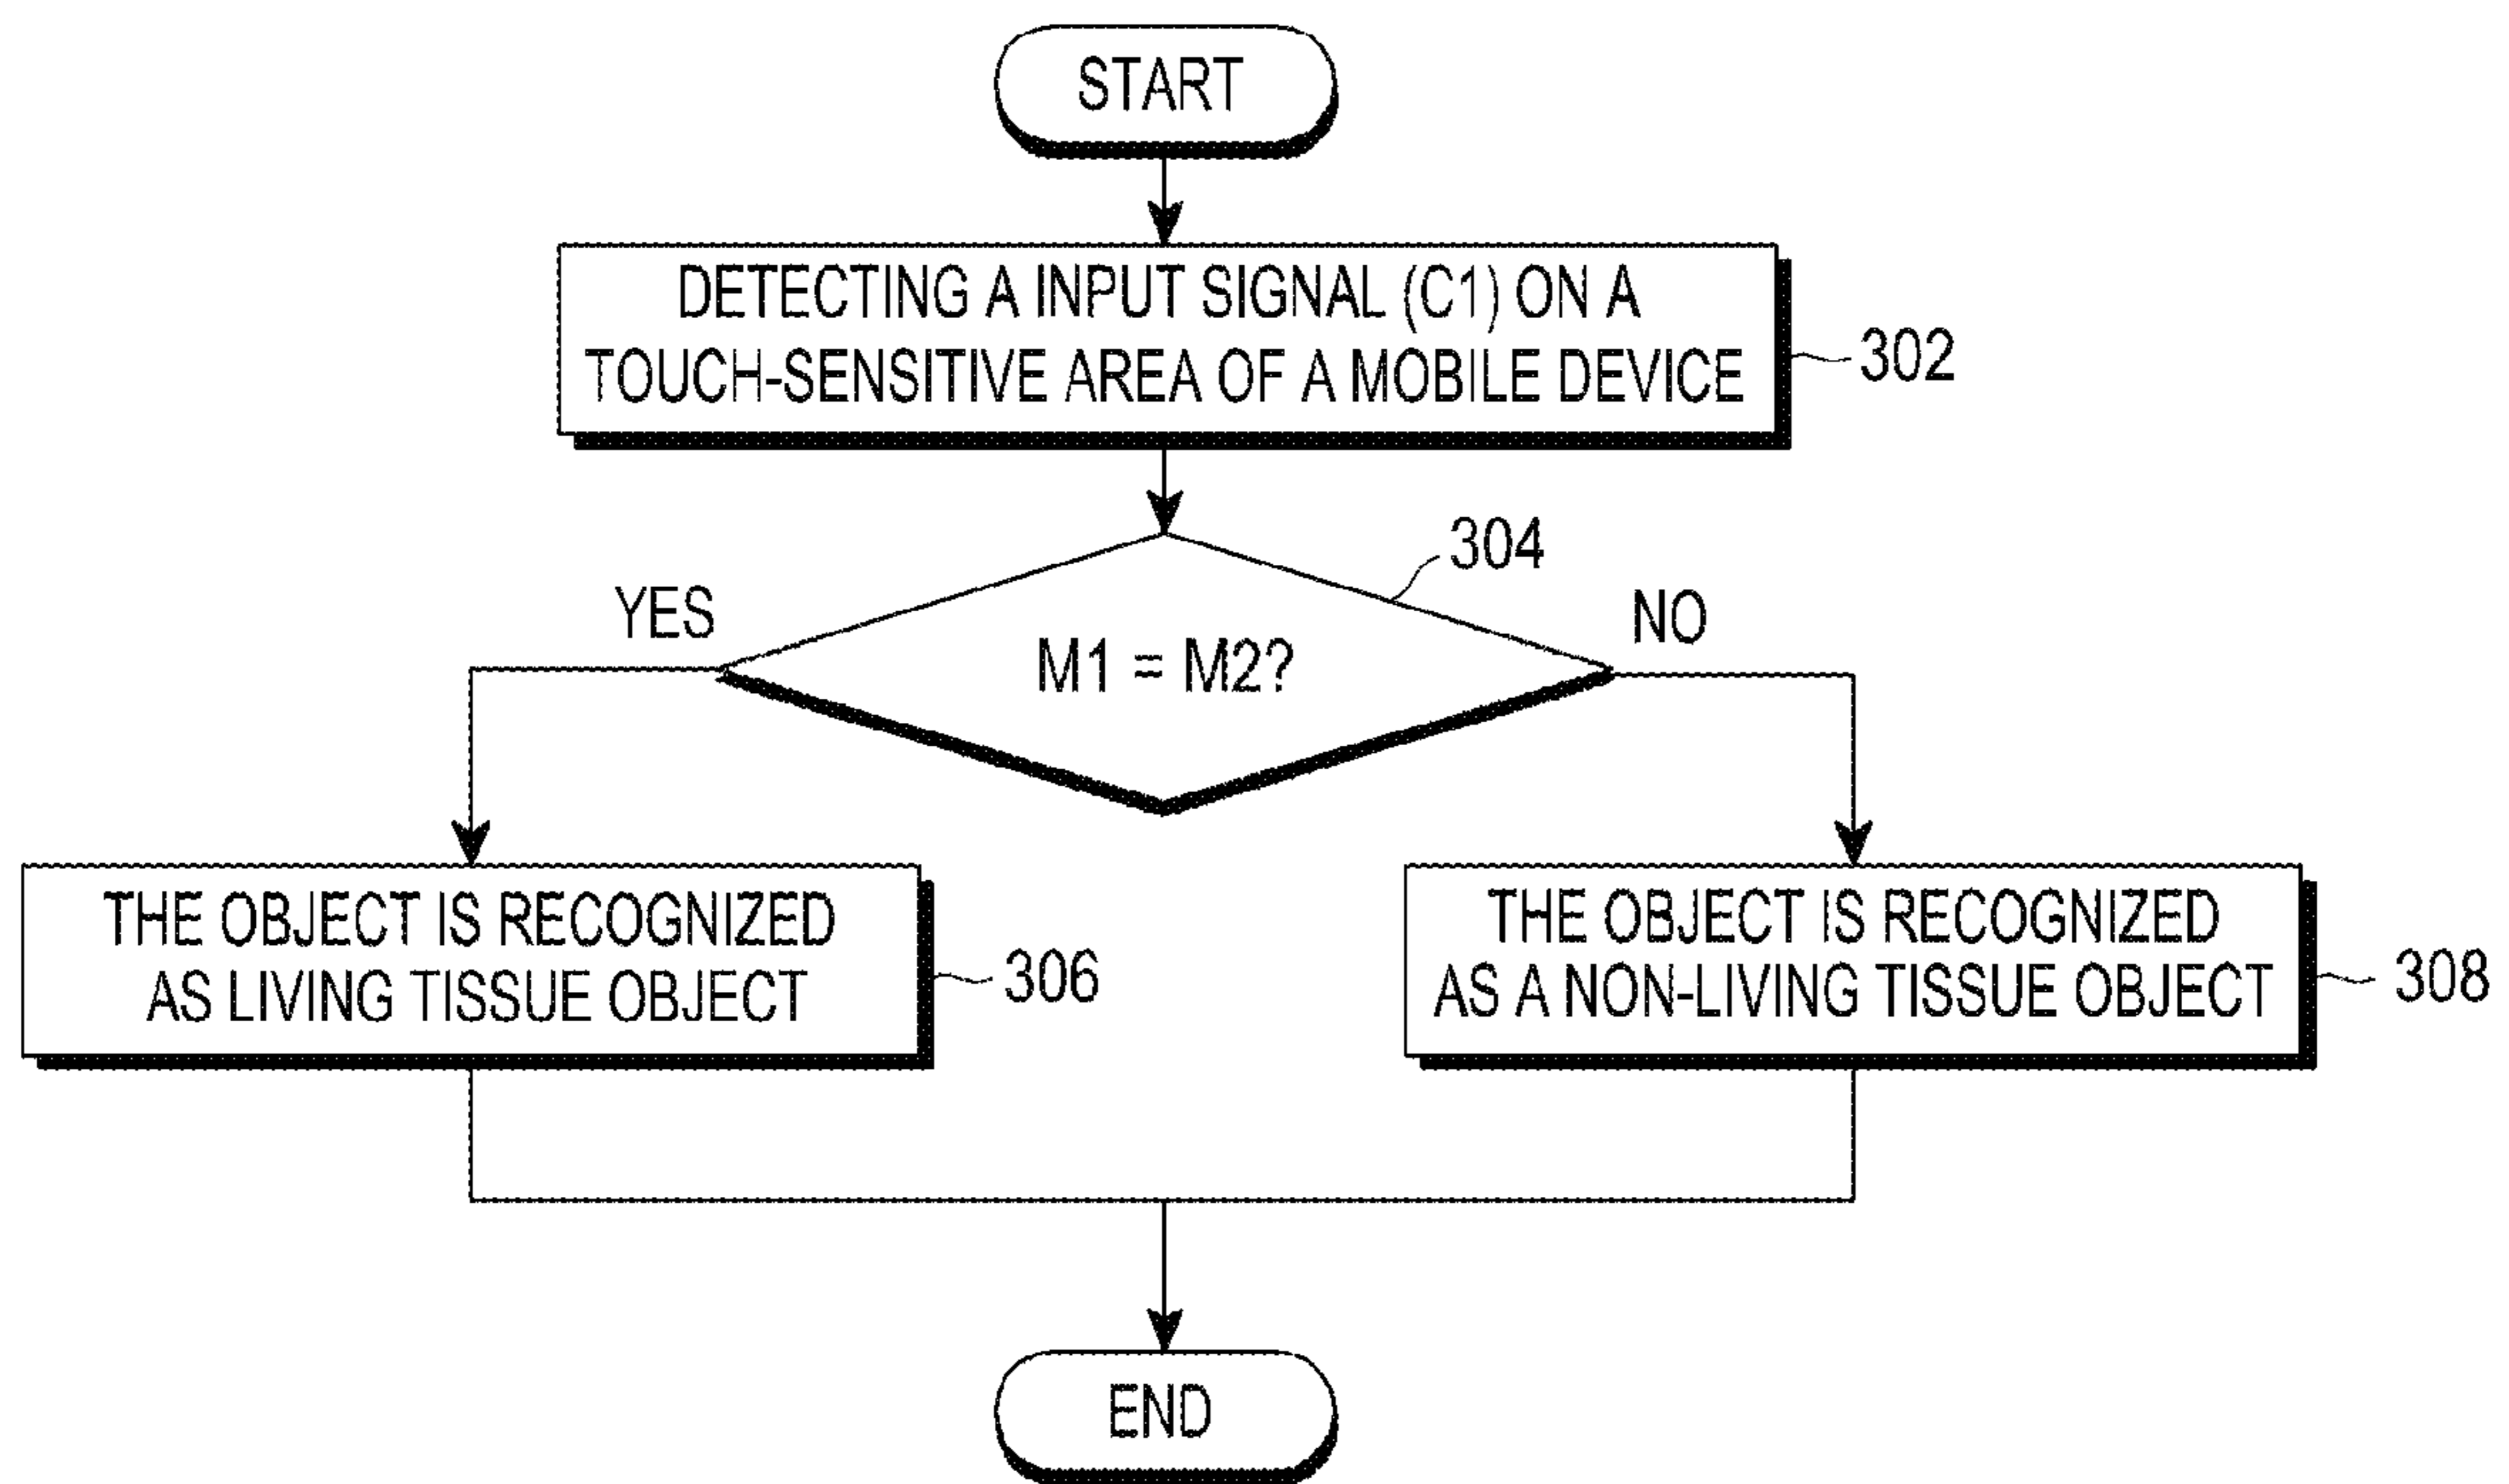 START
DETECTING A INPUT SIGNAL (C1) ON A
TOUCH-SENSITIVE AREA OF A MOBILE DEVICE
302
304
YES
NO
M1 = M2?
THE OBJECT IS RECOGNIZED
AS LIVING TISSUE OBJECT
306
THE OBJECT IS RECOGNIZED
AS A NON-LIVING TISSUE OBJECT
308
END